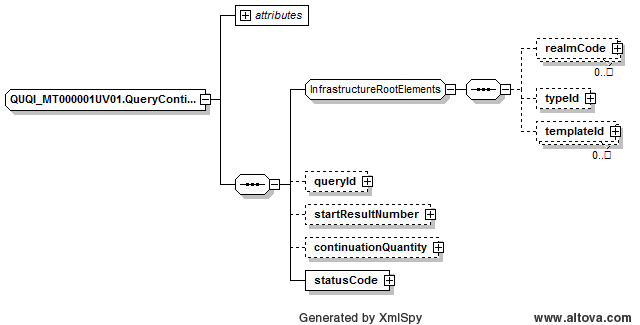 attributes
QUQI_MT000001UV01.QueryConti...
InfrastructureRootElements
realmCode
0..
typeId
templateId
0..
queryId
startResultNumber
continuationQuantity
statusCode
Generated by XmlSpy
www.altova.com